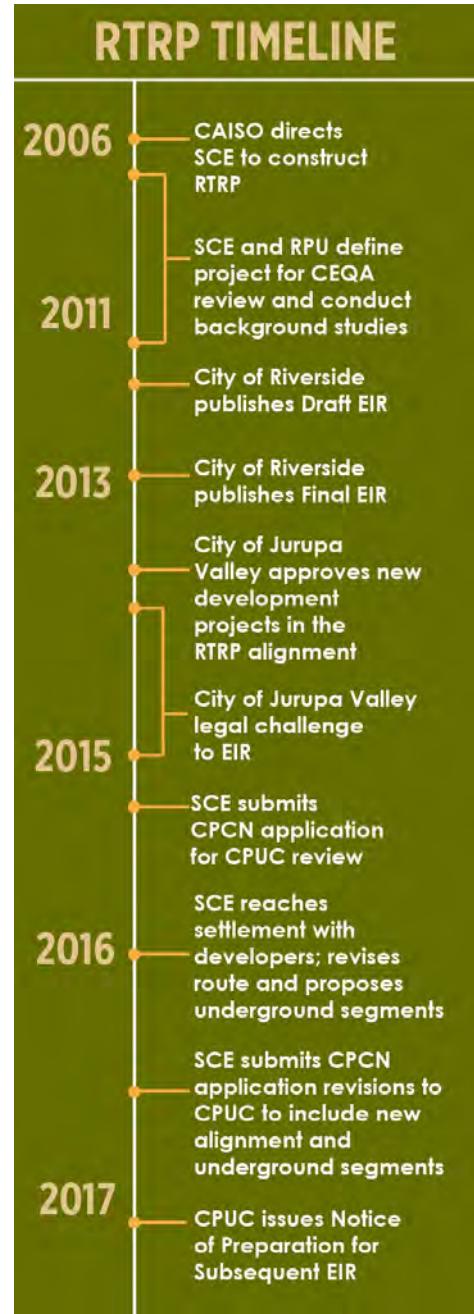 RTRP TIMELINE
2006
CAISO directs
SCE to construct
RTRP
SCE and RPU define
project for CEQA
review and conduct
background studies
2011
City of Riverside
publishes Draft EIR
2013
City of Riverside
publishes Final EIR
City of Jurupa
Valley approves new
development
projects in the
RTRP alignment
City of Jurupa Valley
legal challenge
to EIR
2015
SCE submits
CPCN application
for CPUC review
SCE reaches
settlement with
developers; revises
route and proposes
underground segments
2016
SCE submits CPCN
application revisions to
CPUC to include new
alignment and
underground segments
2017
CPUC issues Notice
of Preparation for
Subsequent EIR